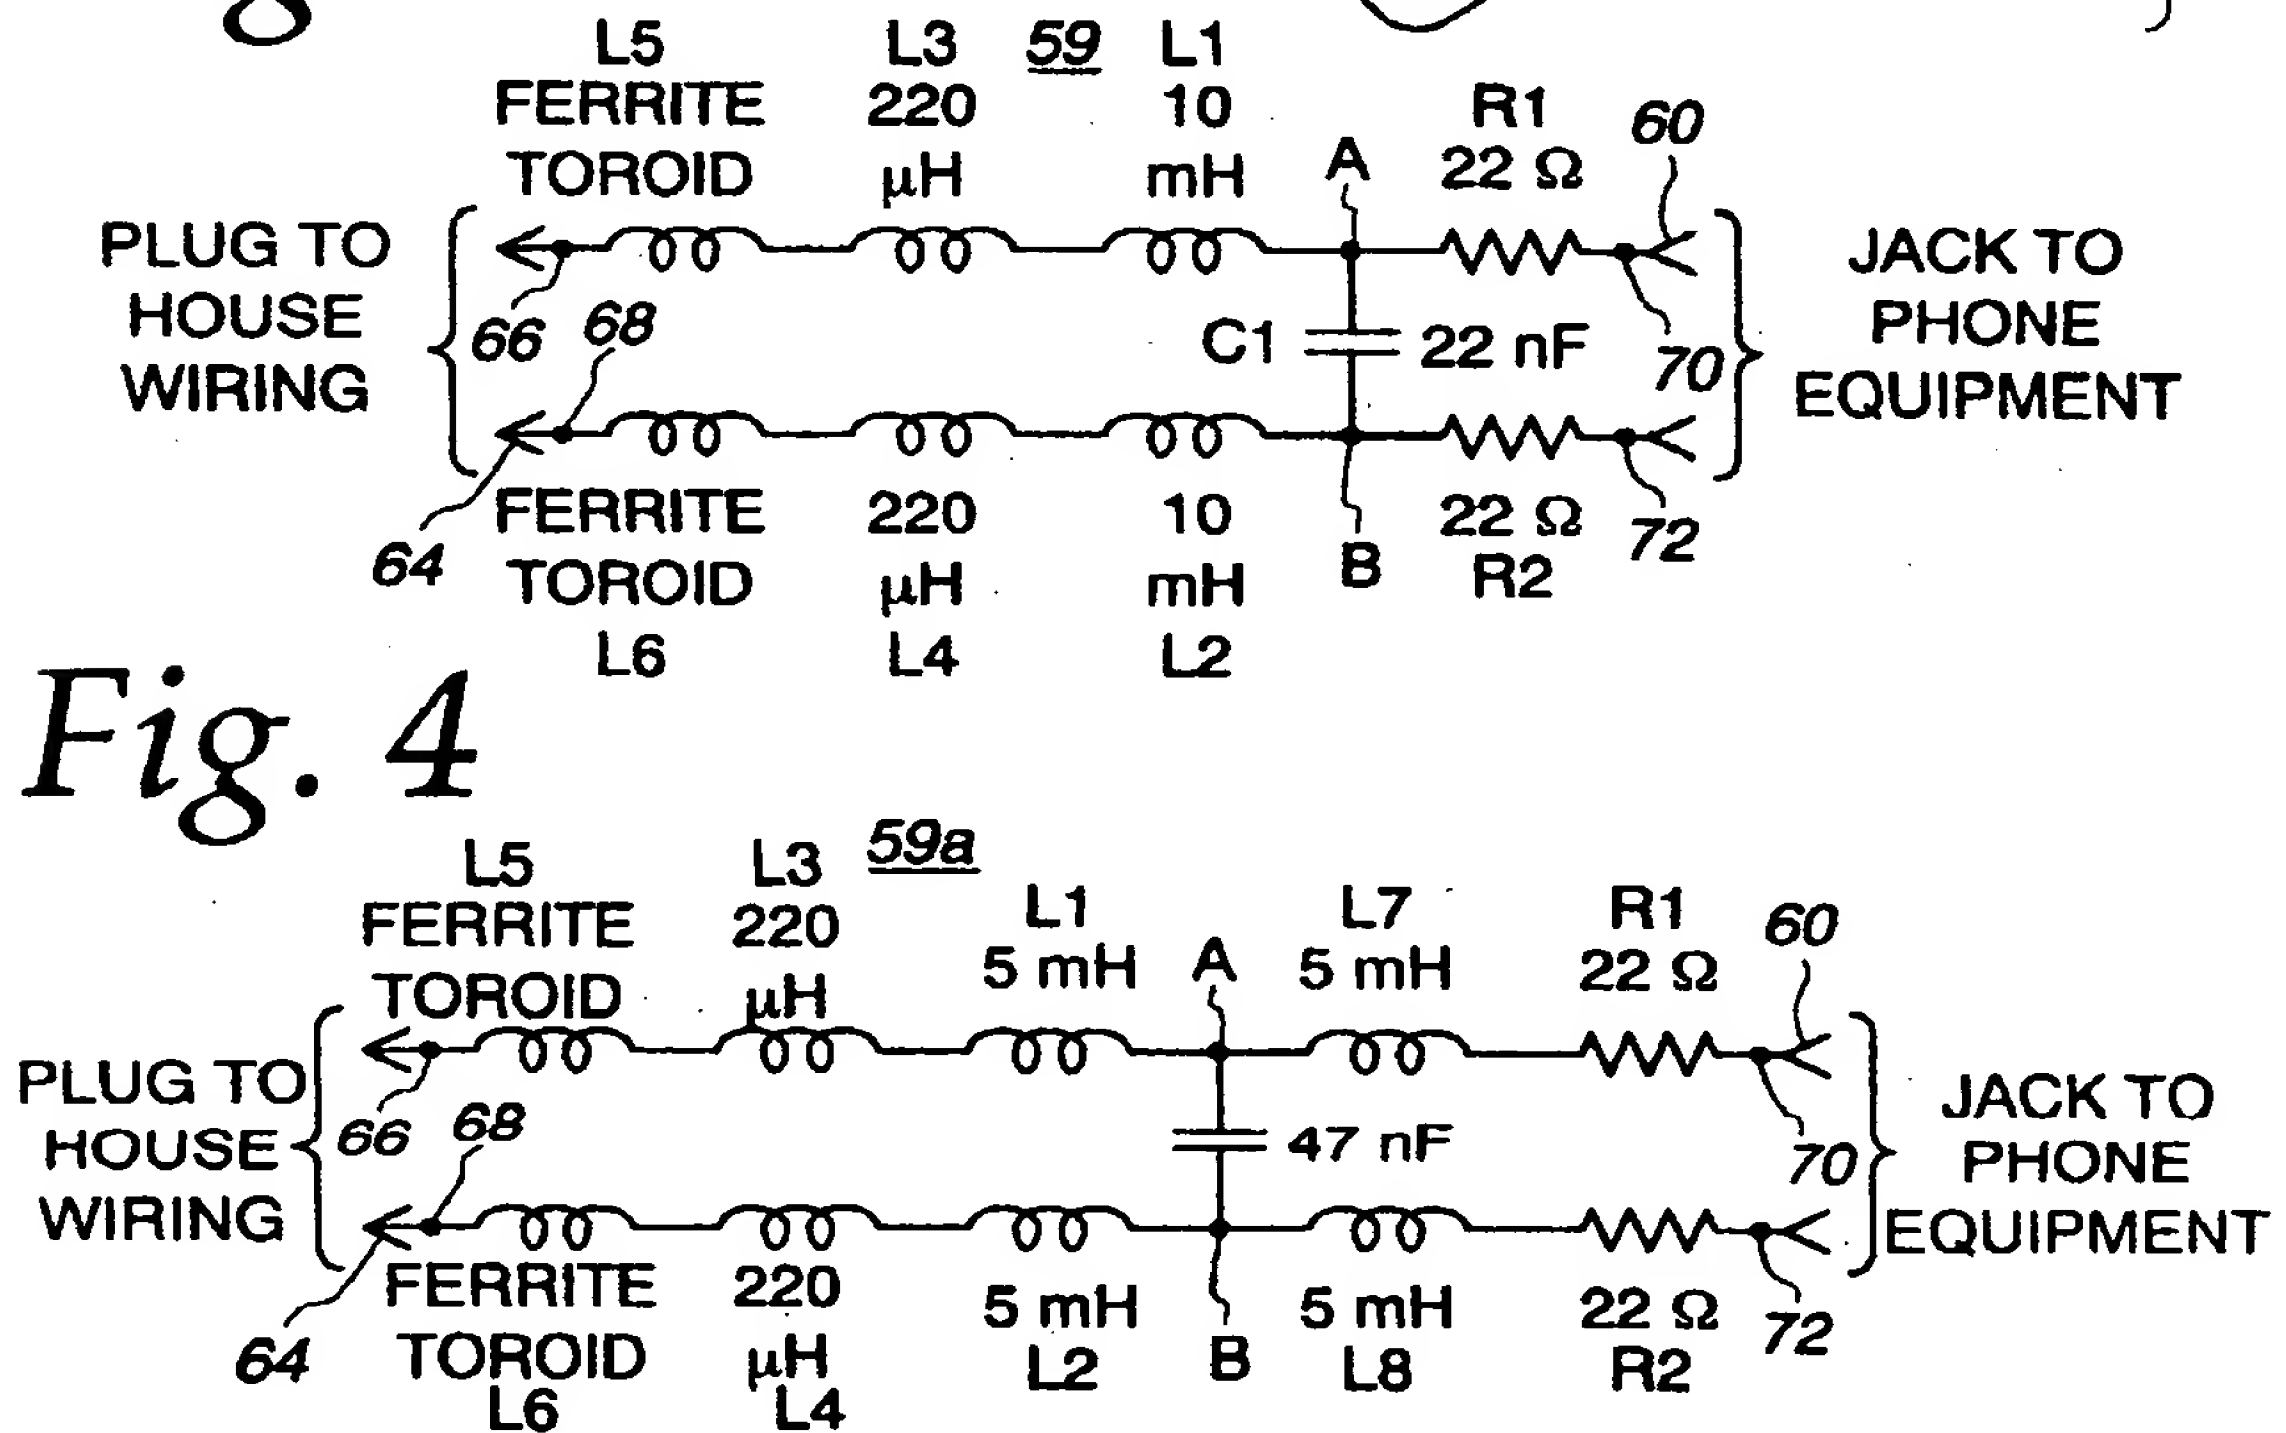 59
L5
FERRITE
TOROID
L3
220
µH
L1
10
mH
A
R1
22 Ω
60
PLUG TO
HOUSE
WIRING
66
68
C1
22 nF
70
JACK TO
PHONE
EQUIPMENT
64
FERRITE
TOROID
L6
220
µH
L4
10
mH
L2
B
22 Ω
R2
72
Fig. 4
59a
L5
FERRITE
TOROID
L3
220
µH
L1
5 mH
A
L7
5 mH
R1
22 Ω
60
PLUG TO
HOUSE
WIRING
66
68
47 nF
70
JACK TO
PHONE
EQUIPMENT
64
FERRITE
TOROID
L6
220
µH
L4
5 mH
L2
B
5 mH
L8
22 Ω
R2
72